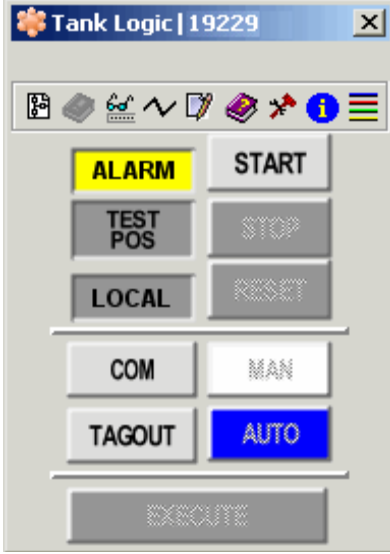 Tank Logic | 19229
ALARM
START
TEST
POS
STOP
LOCAL
RESET
COM
MAN
TAGOUT
AUTO
EXECUTE